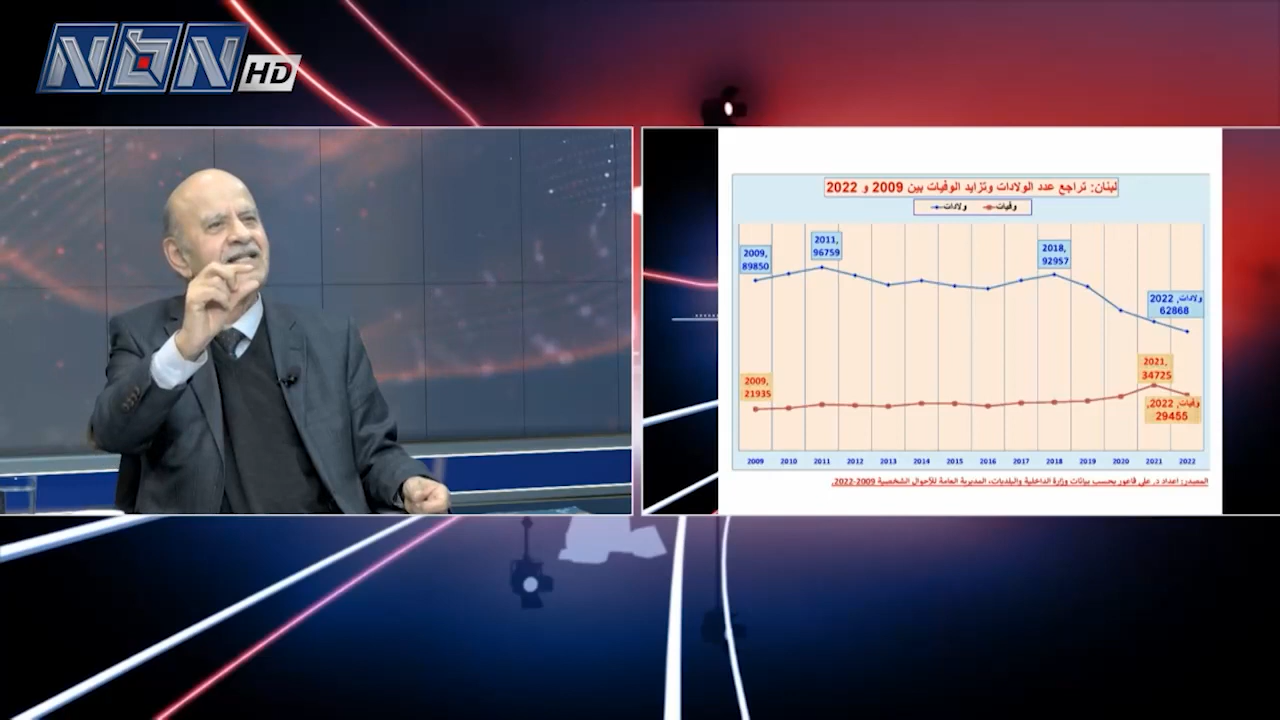 NBN HD
لبنان: تراجع عدد الولادات وتزايد الوفيات بين 2009 و 2022
ولادات
وفيات
2009,
89850
2011,
96759
2018,
92957
ولادات, 2022
62868
2009,
21935
2021,
34725
وفيات, 2022,
29455
2009 2010 2011 2012 2013 2014 2015 2016 2017 2018 2019 2020 2021 2022
المصدر: اعداد د. علي فاعور بحسب بيانات وزارة الداخلية والبلديات، المديرية العامة للأحوال الشخصية 2009-2022.